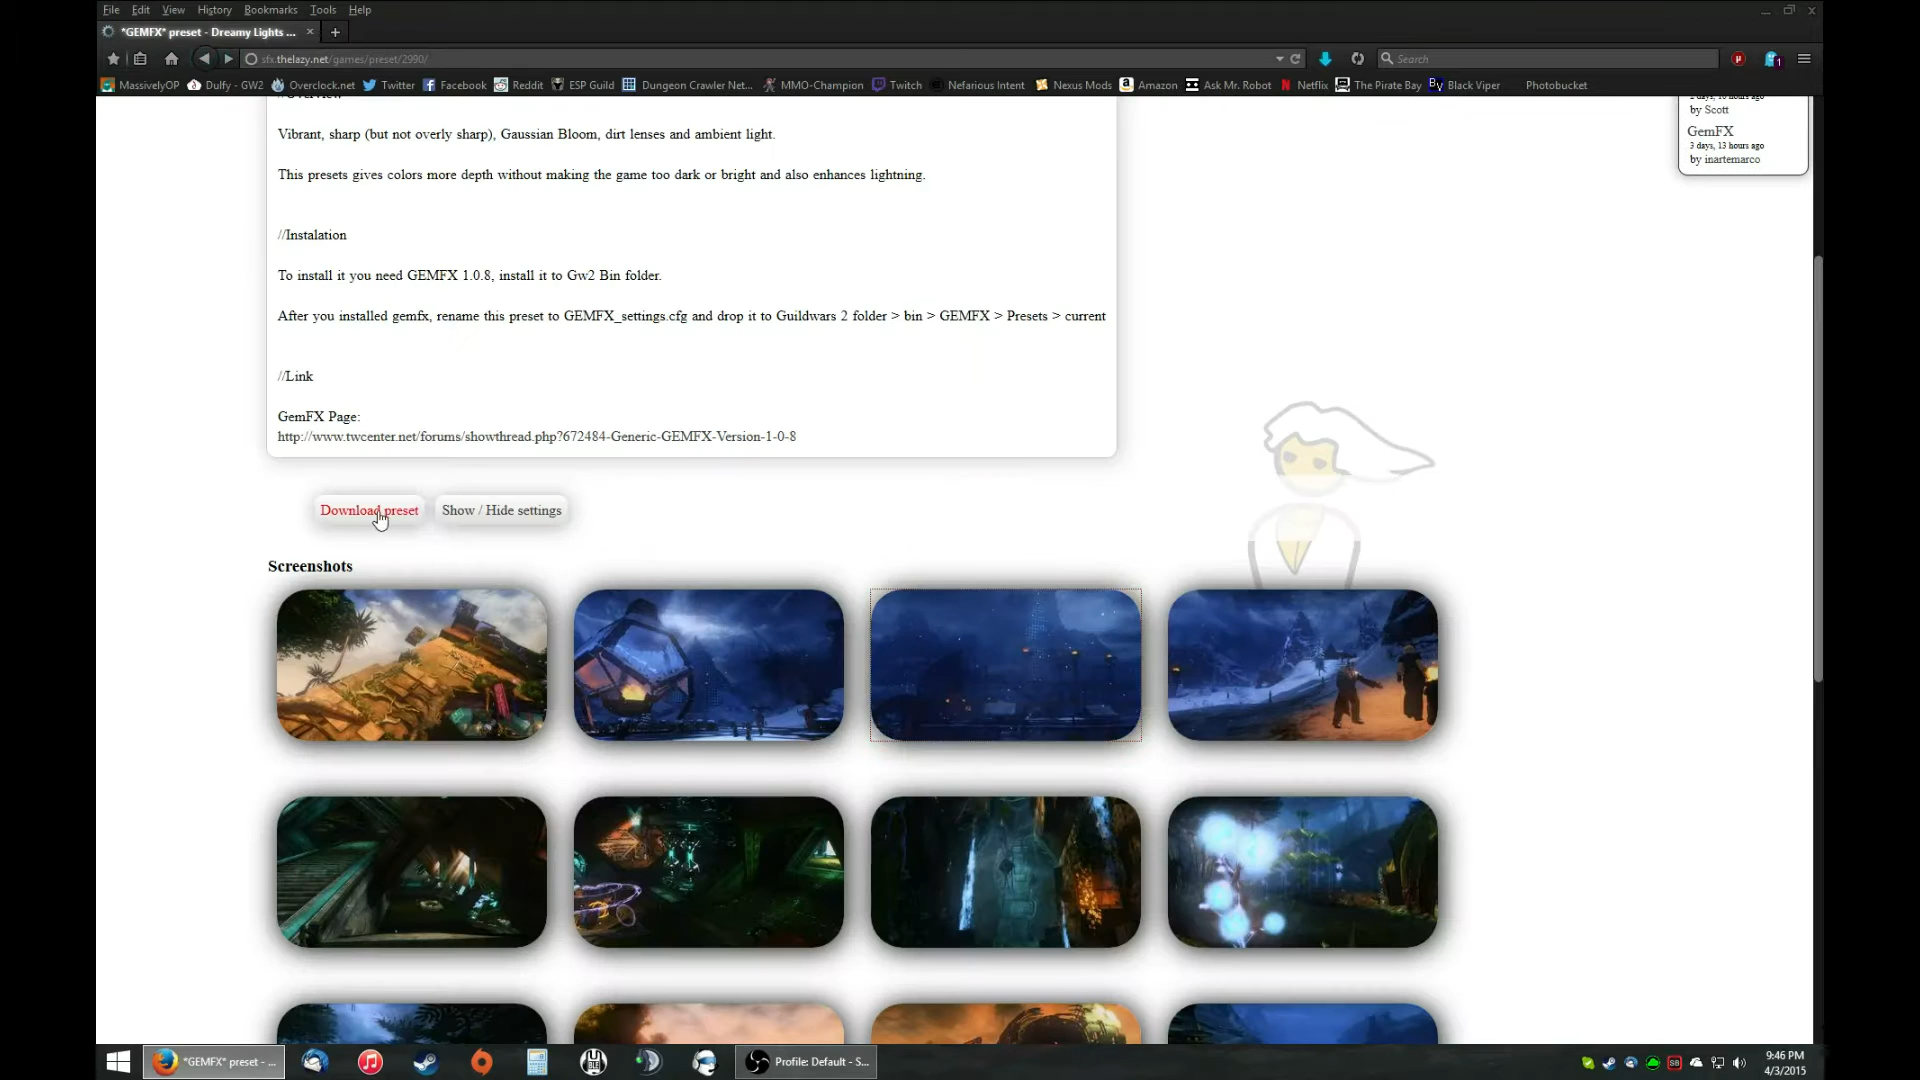 File Edit View History Bookmarks Tools Help
*GEMFX* preset - Dreamy Lights ...
sfx.thelazy.net/games/preset/2990/
Search
MassivelyOP Dulfy - GW2 Overclock.net Twitter Facebook Reddit ESP Guild Dungeon Crawler Net... MMO-Champion Twitch Nefarious Intent Nexus Mods Amazon Ask Mr. Robot Netflix The Pirate Bay Black Viper Photobucket
by Scott
GemFX
3 days, 13 hours ago
by inartemarco
Vibrant, sharp (but not overly sharp), Gaussian Bloom, dirt lenses and ambient light.
This presets gives colors more depth without making the game too dark or bright and also enhances lightning.
//Instalation
To install it you need GEMFX 1.0.8, install it to Gw2 Bin folder.
After you installed gemfx, rename this preset to GEMFX_settings.cfg and drop it to Guildwars 2 folder > bin > GEMFX > Presets > current
//Link
GemFX Page:
http://www.twcenter.net/forums/showthread.php?672484-Generic-GEMFX-Version-1-0-8
Download preset Show / Hide settings
Screenshots
*GEMFX* preset - ... Profile: Default - S...
9:46 PM
4/3/2015